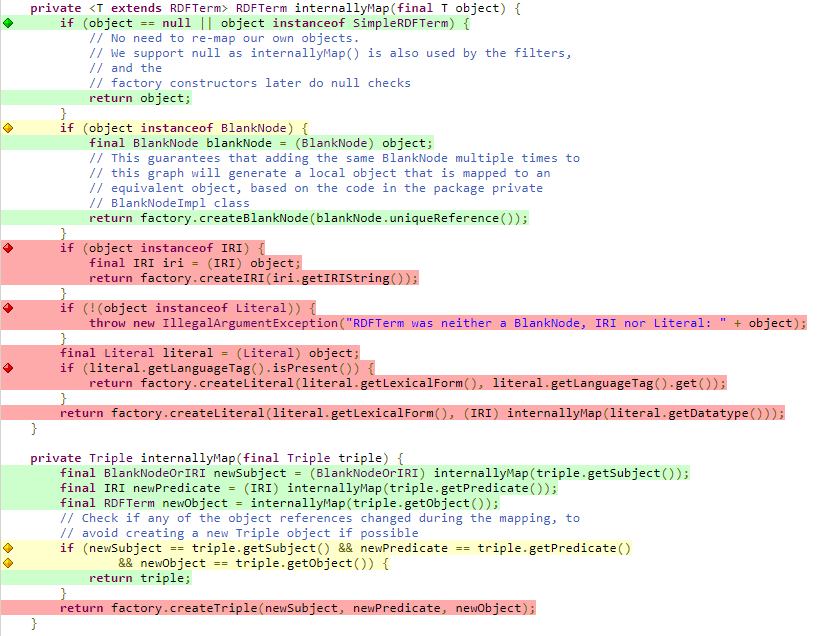 private <T extends RDFTerm> RDFTerm internallyMap(final T object) {
if (object == null || object instanceof SimpleRDFTerm) {
// No need to re-map our own objects.
// We support null as internallyMap() is also used by the filters,
// and the
// factory constructors later do null checks
return object;
}
if (object instanceof BlankNode) {
final BlankNode blankNode = (BlankNode) object;
// This guarantees that adding the same BlankNode multiple times to
// this graph will generate a local object that is mapped to an
// equivalent object, based on the code in the package private
// BlankNodeImpl class
return factory.createBlankNode(blankNode.uniqueReference());
}
if (object instanceof IRI) {
final IRI iri = (IRI) object;
return factory.createIRI(iri.getIRIString());
}
if (!(object instanceof Literal)) {
throw new IllegalArgumentException("RDFTerm was neither a BlankNode, IRI nor Literal: " + object);
}
final Literal literal = (Literal) object;
if (literal.getLanguageTag().isPresent()) {
return factory.createLiteral(literal.getLexicalForm(), literal.getLanguageTag().get());
}
return factory.createLiteral(literal.getLexicalForm(), (IRI) internallyMap(literal.getDatatype()));
}
private Triple internallyMap(final Triple triple) {
final BlankNodeOrIRI newSubject = (BlankNodeOrIRI) internallyMap(triple.getSubject());
final IRI newPredicate = (IRI) internallyMap(triple.getPredicate());
final RDFTerm newObject = internallyMap(triple.getObject());
// Check if any of the object references changed during the mapping, to
// avoid creating a new Triple object if possible
if (newSubject == triple.getSubject() && newPredicate == triple.getPredicate()
&& newObject == triple.getObject()) {
return triple;
}
return factory.createTriple(newSubject, newPredicate, newObject);
}